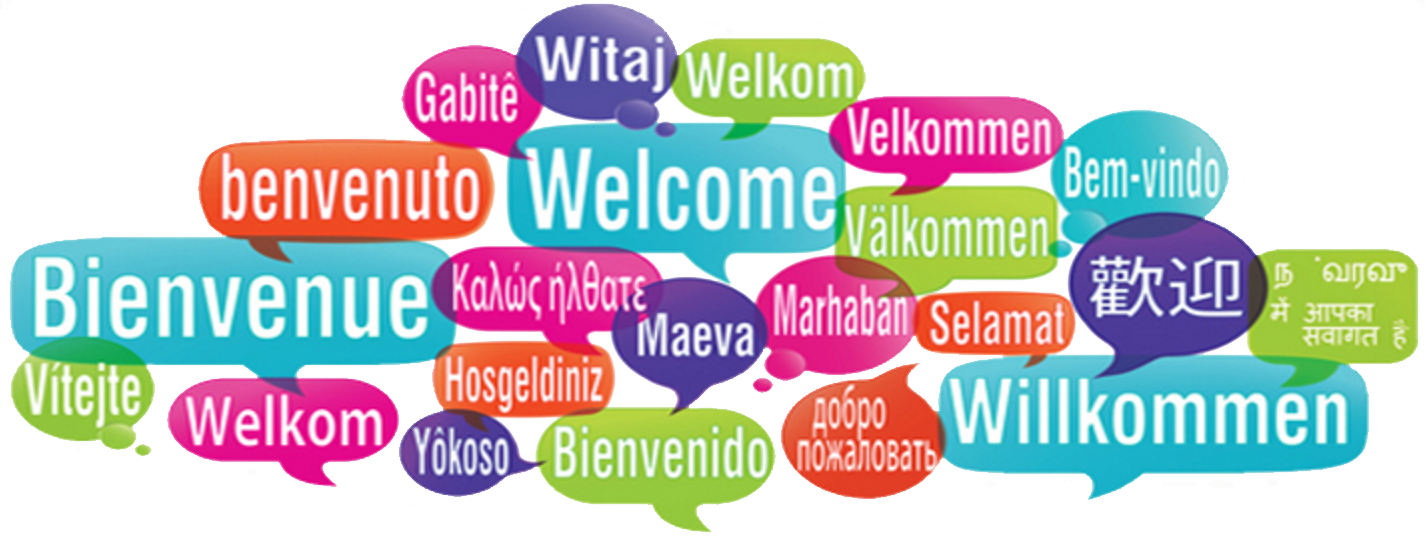 Witaj
Gabitê
Welkom
Velkommen
Bem-vindo
benvenuto
Welcome
Välkommen
Bienvenue
Καλώς ήλθατε
Maeva
Marhaban
Selamat
歡迎
में आपका
सवागत हैं
Vítejte
Welkom
Hosgeldiniz
Yôkoso
Bienvenido
добро
пожаловать
Willkommen